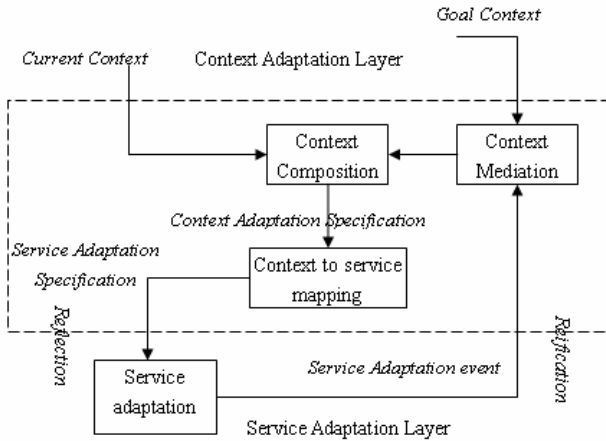 Goal Context
Current Context
Context Adaptation Layer
Context
Composition
Context
Mediation
Context Adaptation Specification
Service Adaptation
Specification
Context to service
mapping
Reflection
Reification
Service
adaptation
Service Adaptation event
Service Adaptation Layer